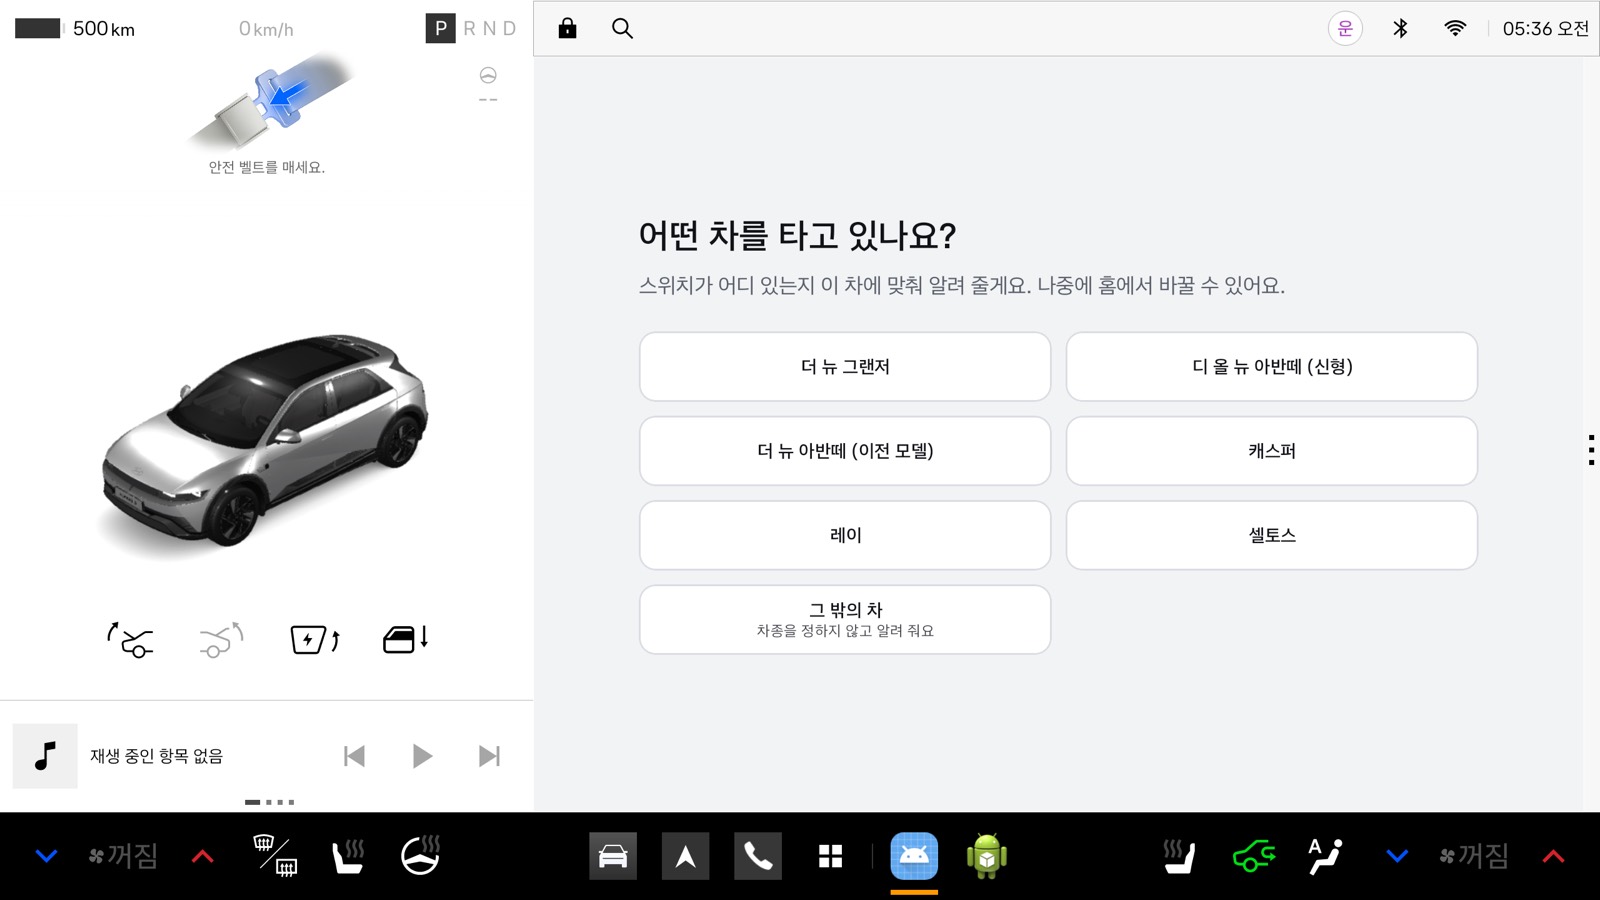 500 km
0 km/h
P R N D
운
05:36 오전
--
안전 벨트를 매세요.
어떤 차를 타고 있나요?
스위치가 어디 있는지 이 차에 맞춰 알려 줄게요. 나중에 홈에서 바꿀 수 있어요.
더 뉴 그랜저
디 올 뉴 아반떼 (신형)
더 뉴 아반떼 (이전 모델)
캐스퍼
레이
셀토스
그 밖의 차
차종을 정하지 않고 알려 줘요
재생 중인 항목 없음
꺼짐
A
꺼짐